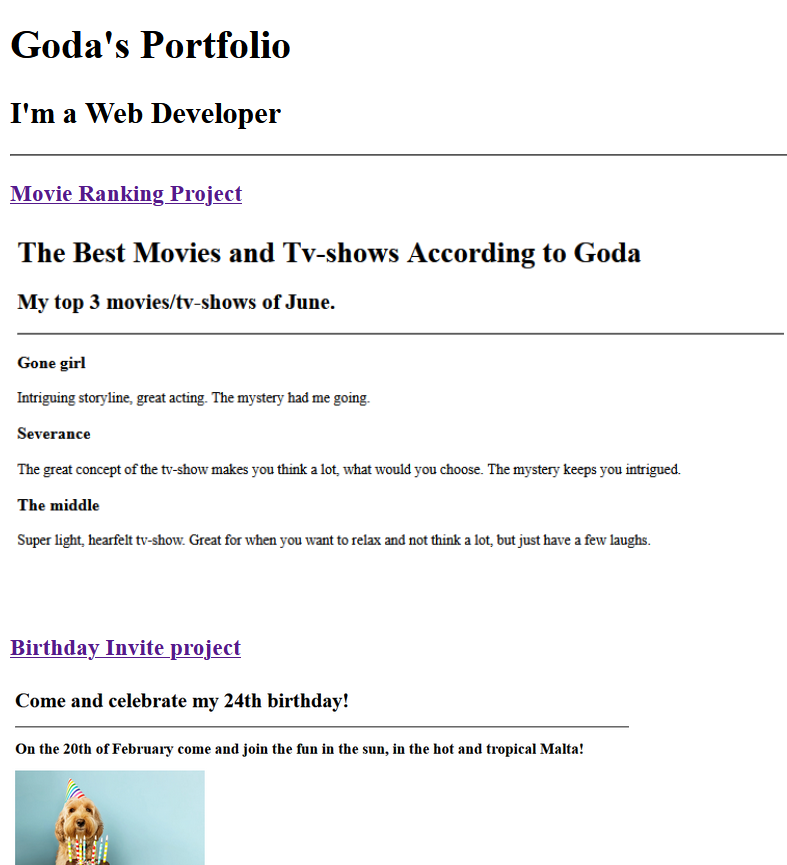 Goda's Portfolio
I'm a Web Developer
Movie Ranking Project
The Best Movies and Tv-shows According to Goda
My top 3 movies/tv-shows of June.
Gone girl
Intriguing storyline, great acting. The mystery had me going.
Severance
The great concept of the tv-show makes you think a lot, what would you choose. The mystery keeps you intrigued.
The middle
Super light, hearfelt tv-show. Great for when you want to relax and not think a lot, but just have a few laughs.
Birthday Invite project
Come and celebrate my 24th birthday!
On the 20th of February come and join the fun in the sun, in the hot and tropical Malta!